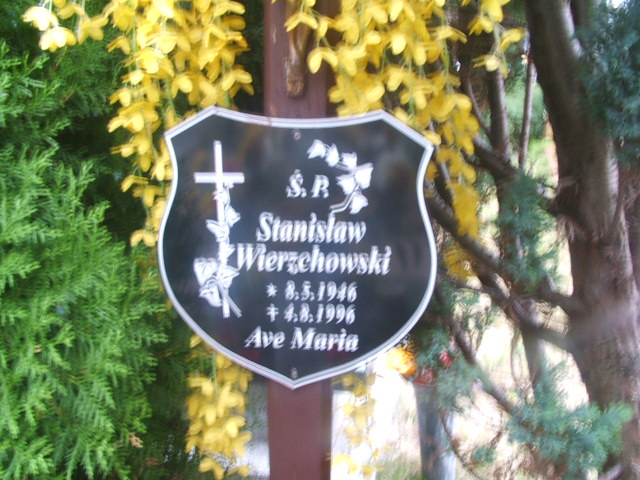 Ś. P.
Stanisław
Wierzchowski
* 8.5.1946
✝ 4.8.1996
Ave Maria